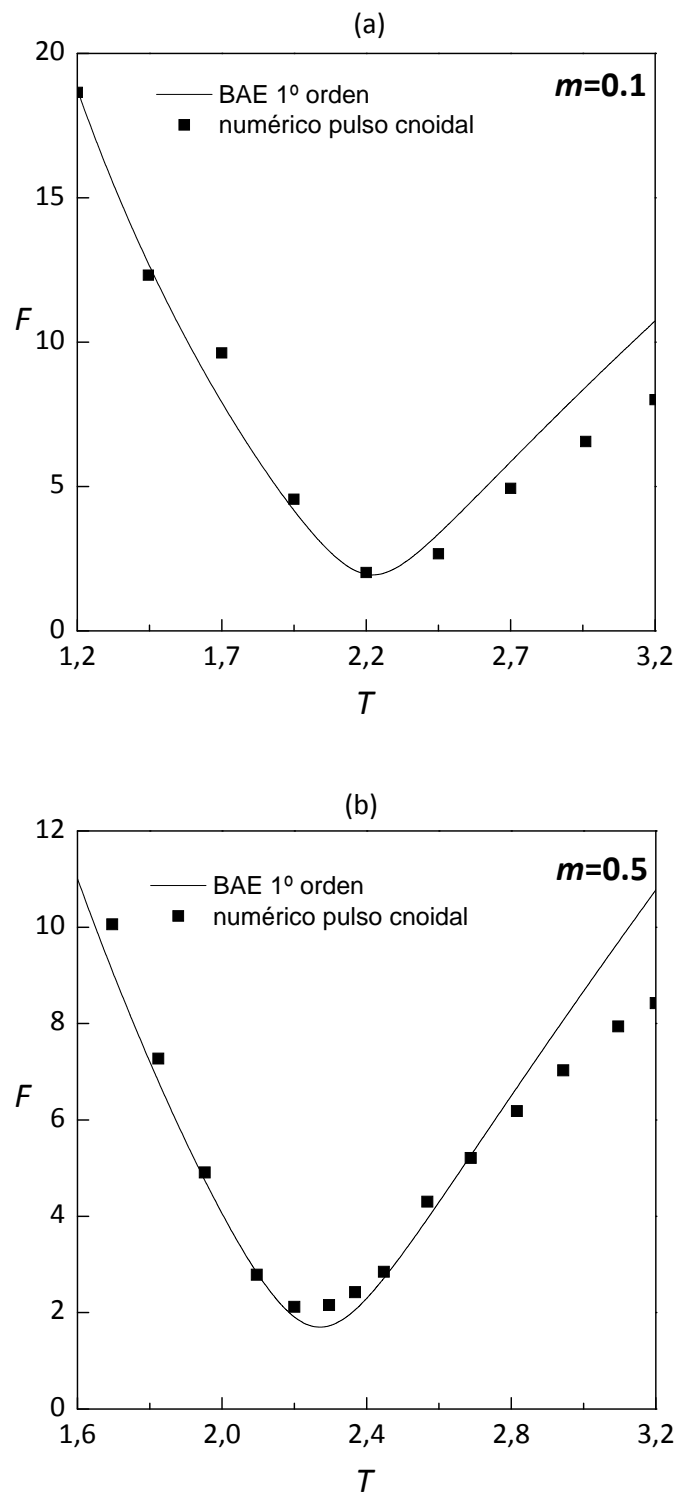 (a)
20
m=0.1
BAE 1º orden
numérico pulso cnoidal
15
F
10
5
0
1,2 1,7 2,2 2,7 3,2
T
(b)
12
m=0.5
BAE 1º orden
numérico pulso cnoidal
10
8
F
6
4
2
0
1,6 2,0 2,4 2,8 3,2
T